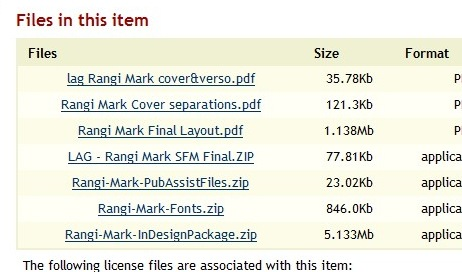 Files in this item
Files Size Format
lag Rangi Mark cover&verso.pdf 35.78Kb P
Rangi Mark Cover separations.pdf 121.3Kb P
Rangi Mark Final Layout.pdf 1.138Mb P
LAG - Rangi Mark SFM Final.ZIP 77.81Kb applica
Rangi-Mark-PubAssistFiles.zip 23.02Kb applica
Rangi-Mark-Fonts.zip 846.0Kb applica
Rangi-Mark-InDesignPackage.zip 5.133Mb applica
The following license files are associated with this item: